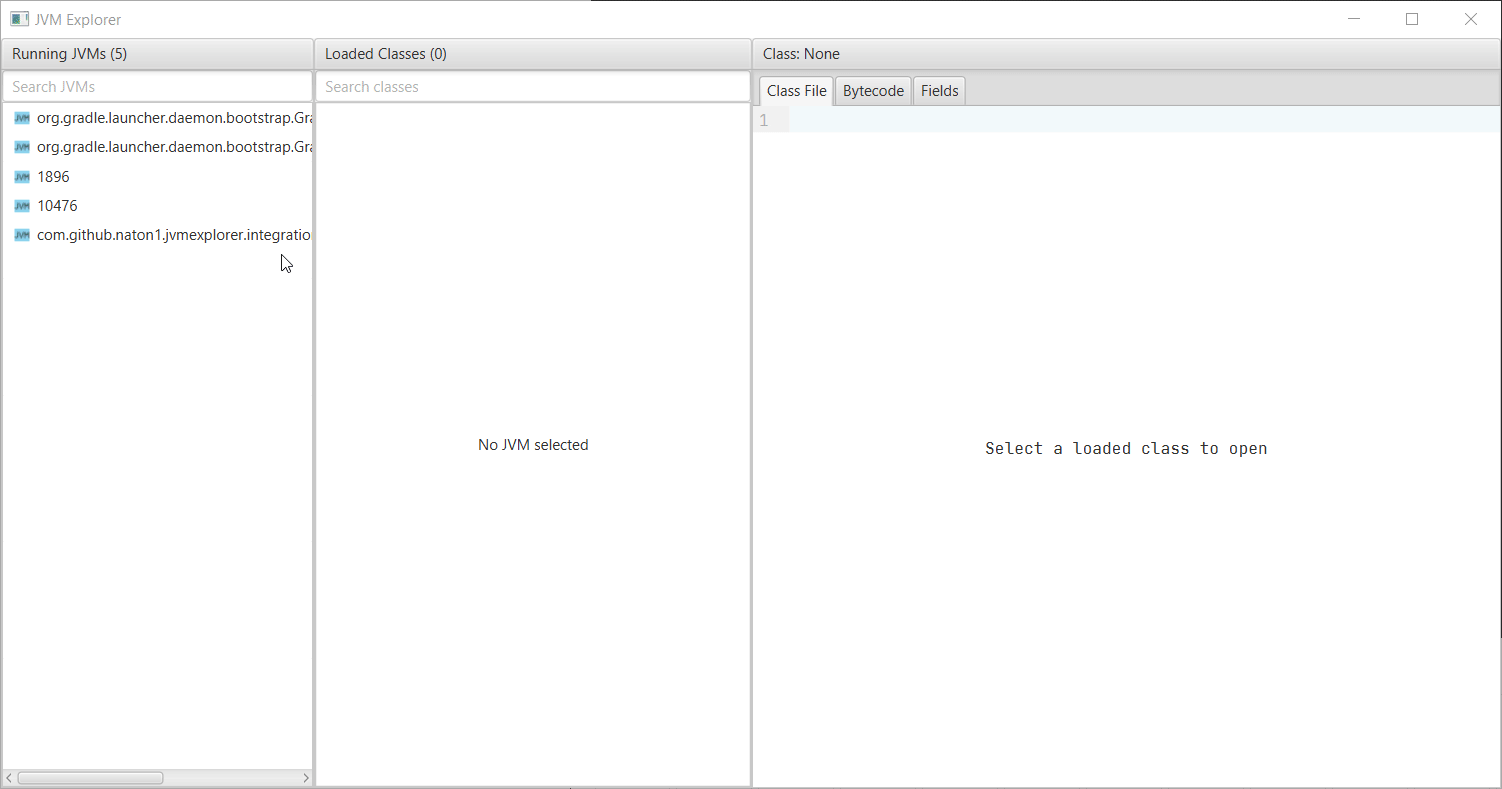 JVM Explorer
Running JVMs (5)
Search JVMs
JVM org.gradle.launcher.daemon.bootstrap.Gra
JVM org.gradle.launcher.daemon.bootstrap.Gra
JVM 1896
JVM 10476
JVM com.github.naton1.jvmexplorer.integratio
Loaded Classes (0)
Search classes
No JVM selected
Class: None
Class File Bytecode Fields
1
Select a loaded class to open